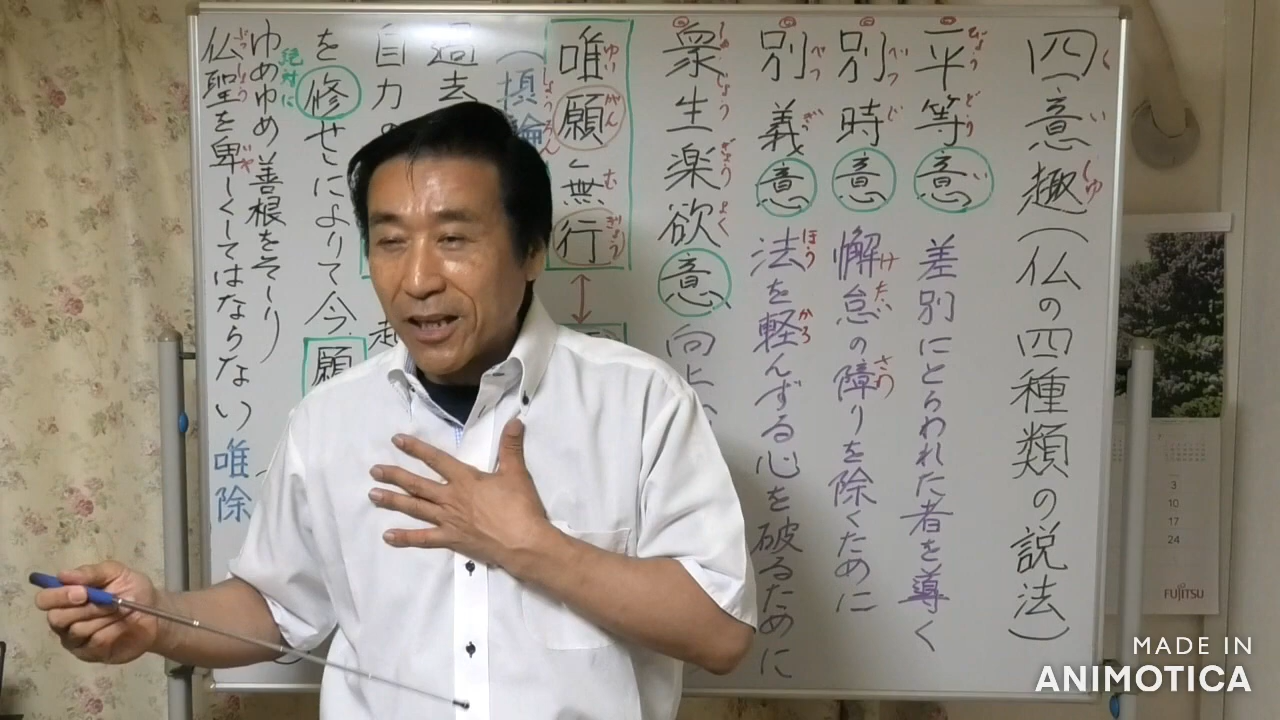 四意趣(仏の四種類の説法)
平等意 差別にとらわれた者を導く
別時意 懈怠の障りを除くために
別義意 法を軽んずる心を破るために
衆生楽欲意 向上
唯願無行
(摂論
過去
自力の
を修せしによりて今願
ゆめゆめ善根をそしり
絶対に
仏聖を卑しくしてはならない 唯除
3
10
17
24
FUJITSU
MADE IN
ANIMOTICA